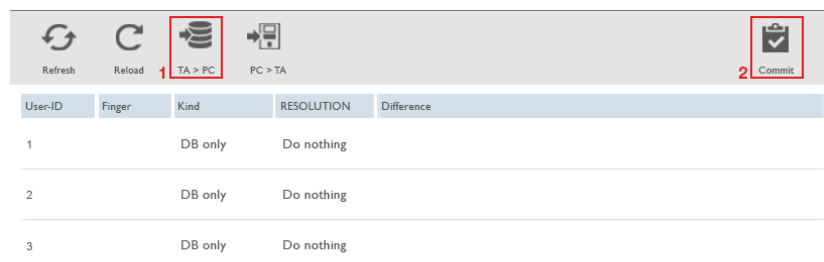 Refresh Reload 1 TA > PC PC > TA 2 Commit
User-ID Finger Kind RESOLUTION Difference
1 DB only Do nothing
2 DB only Do nothing
3 DB only Do nothing